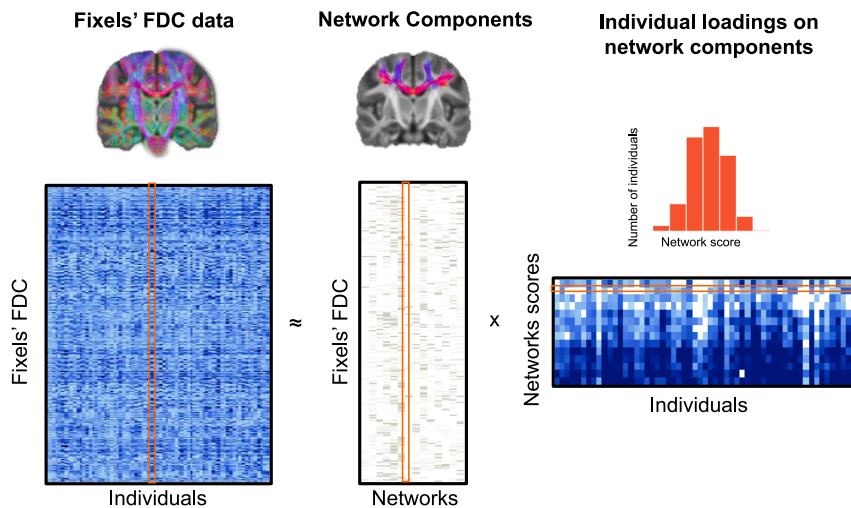 Fixels' FDC data
Network Components
Individual loadings on
network components
Number of individuals
Network score
Fixels' FDC
≈
Fixels' FDC
x
Networks scores
Individuals
Networks
Individuals